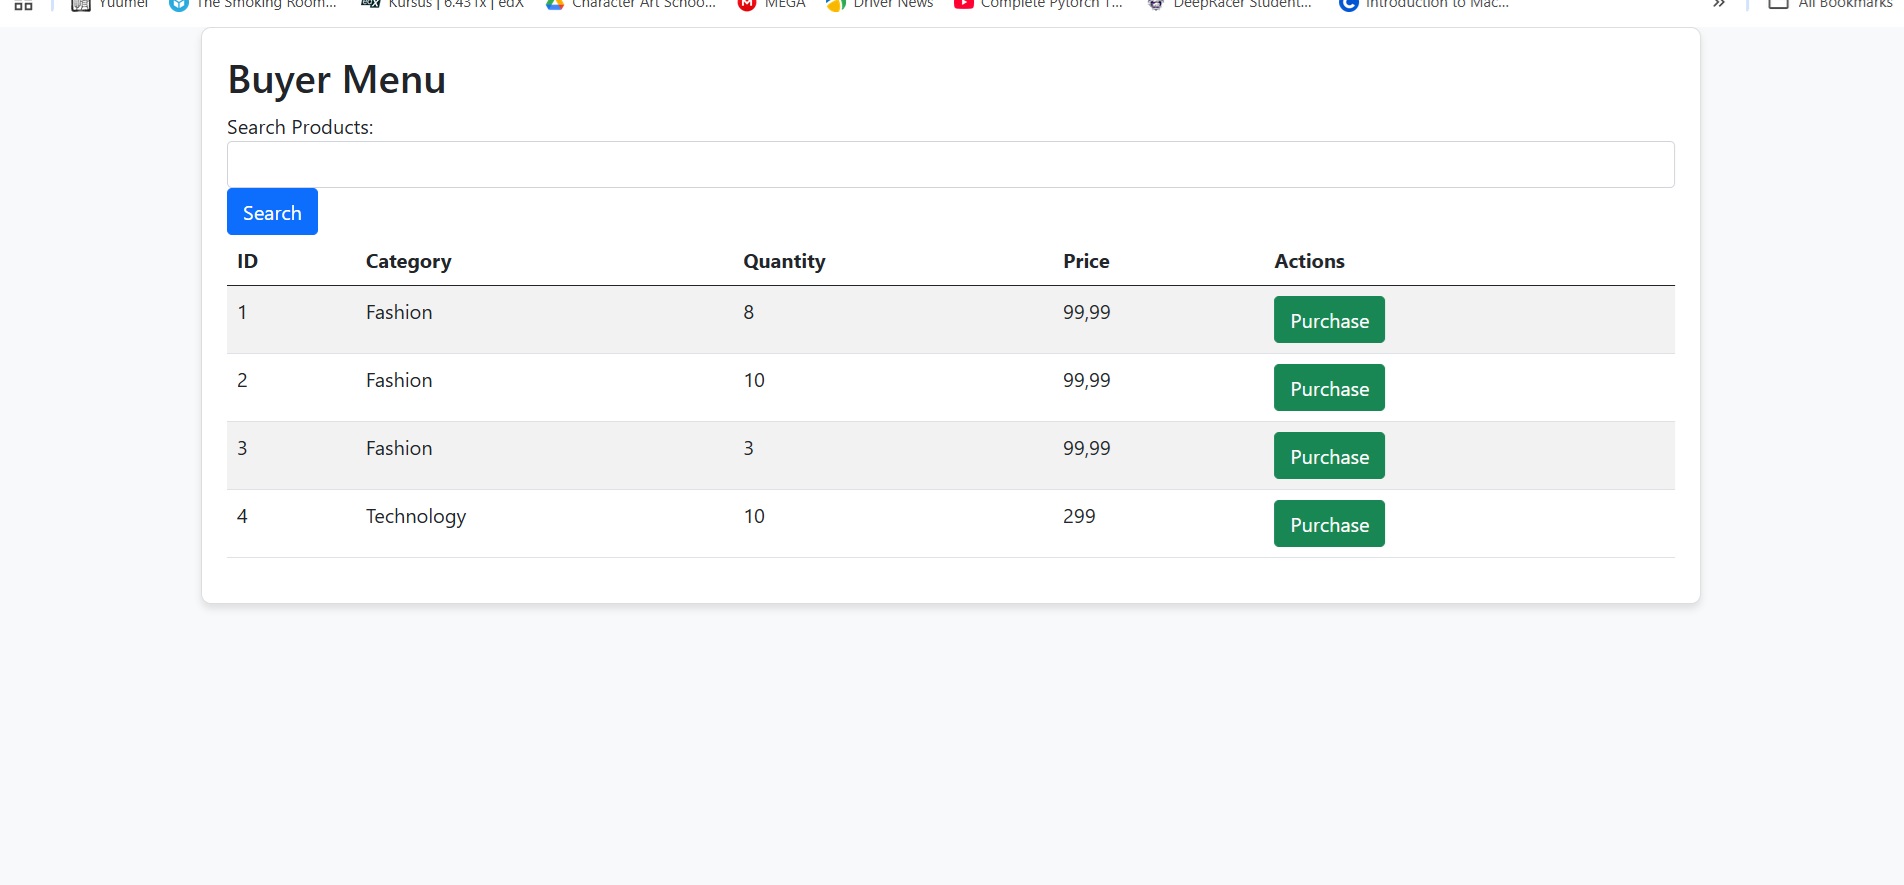 Yuumei The Smoking Room... Kursus | 6.431x | edX Character Art Schoo... MEGA Driver News Complete Pytorch T... DeepRacer Student... Introduction to Mac... » All Bookmarks
Buyer Menu
Search Products:
Search
ID Category Quantity Price Actions
1 Fashion 8 99,99 Purchase
2 Fashion 10 99,99 Purchase
3 Fashion 3 99,99 Purchase
4 Technology 10 299 Purchase